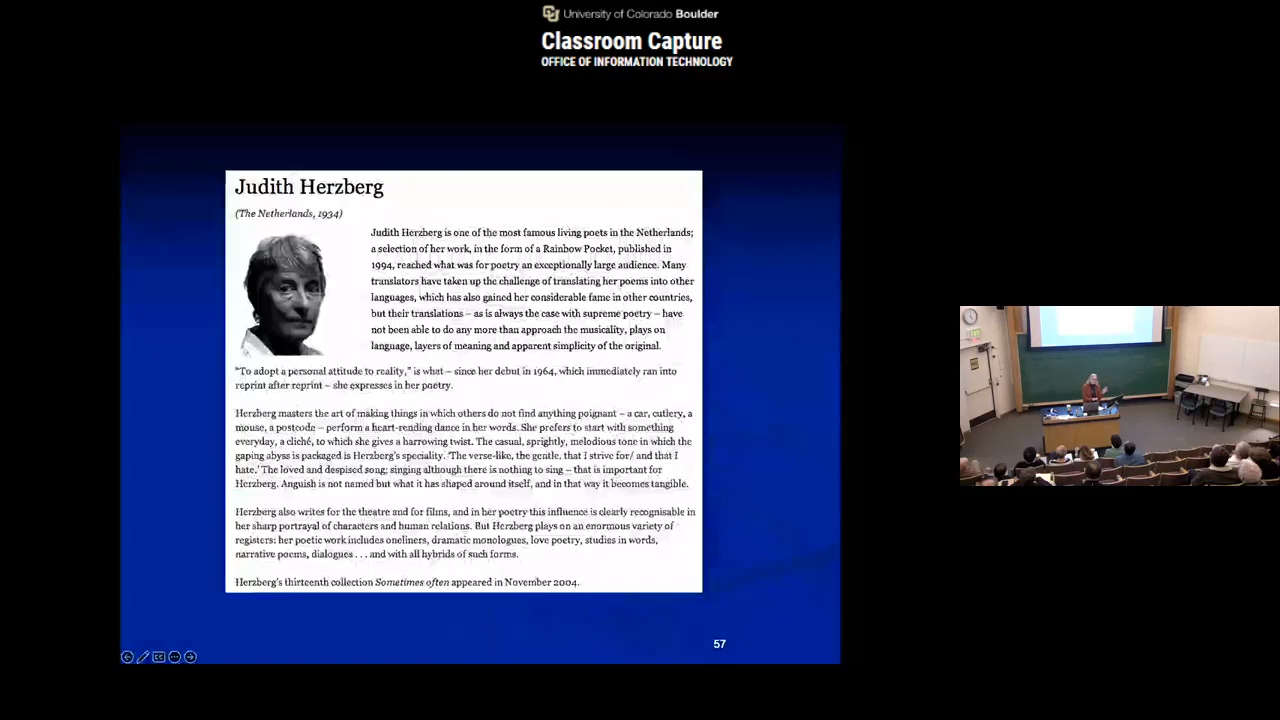 University of Colorado Boulder
Classroom Capture
OFFICE OF INFORMATION TECHNOLOGY
Judith Herzberg
(The Netherlands, 1934)
Judith Herzberg is one of the most famous living poets in the Netherlands;
a selection of her work, in the form of a Rainbow Pocket, published in
1994, reached what was for poetry an exceptionally large audience. Many
translators have taken up the challenge of translating her poems into other
languages, which has also gained her considerable fame in other countries,
but their translations – as is always the case with supreme poetry – have
not been able to do any more than approach the musicality, plays on
language, layers of meaning and apparent simplicity of the original.
"To adopt a personal attitude to reality," is what – since her debut in 1964, which immediately ran into
reprint after reprint – she expresses in her poetry.
Herzberg masters the art of making things in which others do not find anything poignant – a car, cutlery, a
mouse, a postcode – perform a heart-rending dance in her words. She prefers to start with something
everyday, a cliché, to which she gives a harrowing twist. The casual, sprightly, melodious tone in which the
gaping abyss is packaged is Herzberg's speciality. 'The verse-like, the gentle, that I strive for/ and that I
hate.' The loved and despised song; singing although there is nothing to sing – that is important for
Herzberg. Anguish is not named but what it has shaped around itself, and in that way it becomes tangible.
Herzberg also writes for the theatre and for films, and in her poetry this influence is clearly recognisable in
her sharp portrayal of characters and human relations. But Herzberg plays on an enormous variety of
registers: her poetic work includes oneliners, dramatic monologues, love poetry, studies in words,
narrative poems, dialogues . . . and with all hybrids of such forms.
Herzberg's thirteenth collection Sometimes often appeared in November 2004.
57